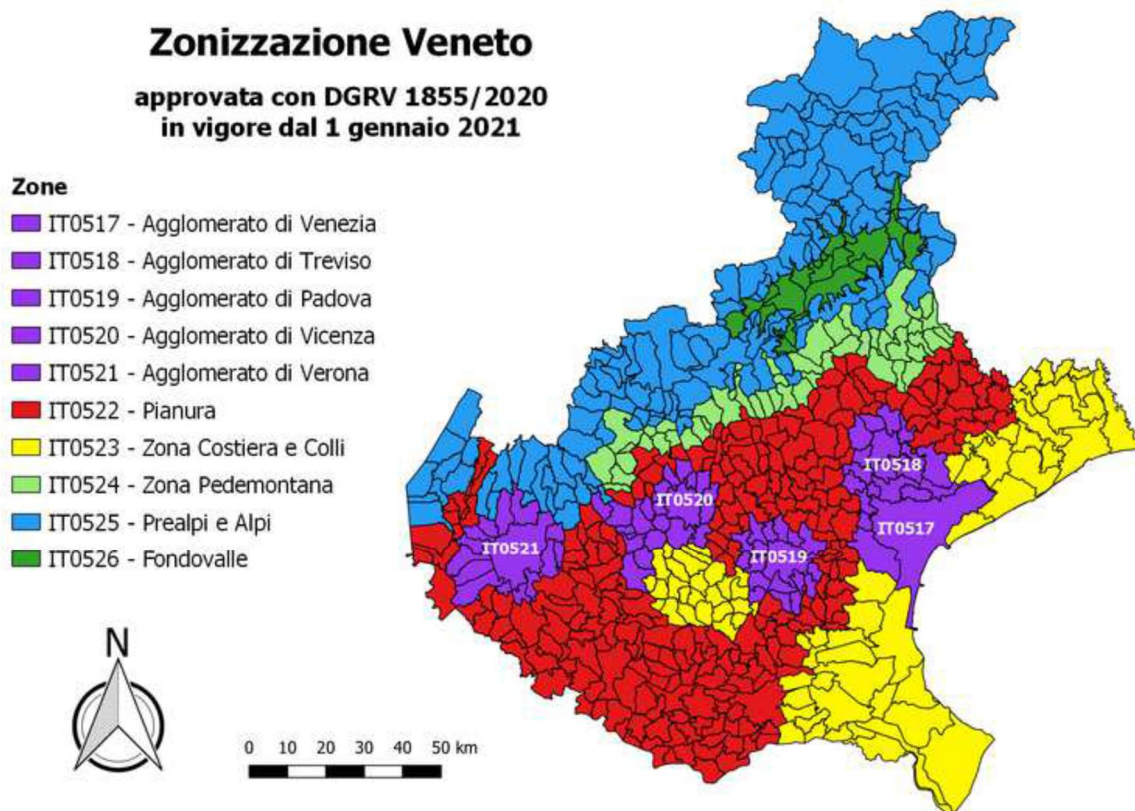 Zonizzazione Veneto
approvata con DGRV 1855/2020
in vigore dal 1 gennaio 2021
Zone
IT0517 - Agglomerato di Venezia
IT0518 - Agglomerato di Treviso
IT0519 - Agglomerato di Padova
IT0520 - Agglomerato di Vicenza
IT0521 - Agglomerato di Verona
IT0522 - Pianura
IT0523 - Zona Costiera e Colli
IT0524 - Zona Pedemontana
IT0525 - Prealpi e Alpi
IT0526 - Fondovalle
IT0518
IT0520
IT0517
IT0521
IT0519
N
0 10 20 30 40 50 km